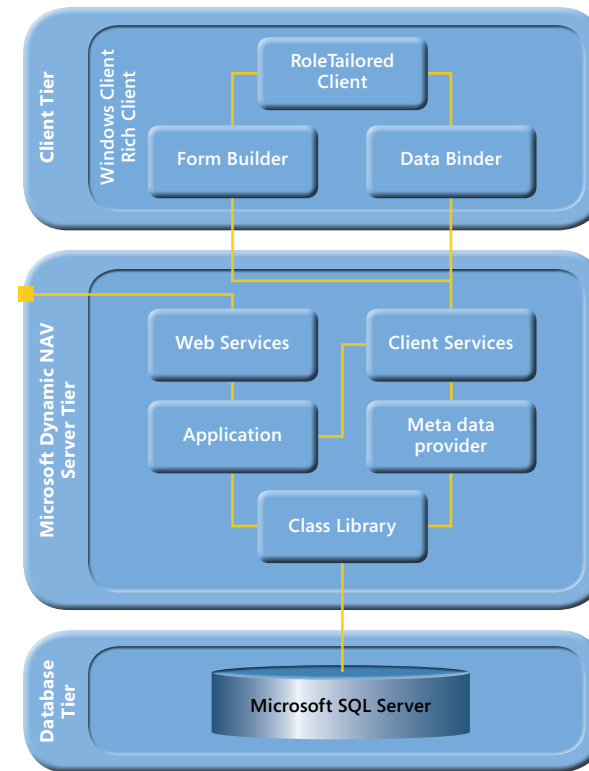 Client Tier
Windows Client
Rich Client
RoleTailored
Client
Form Builder
Data Binder
Microsoft Dynamic NAV
Server Tier
Web Services
Client Services
Application
Meta data
provider
Class Library
Database
Tier
Microsoft SQL Server